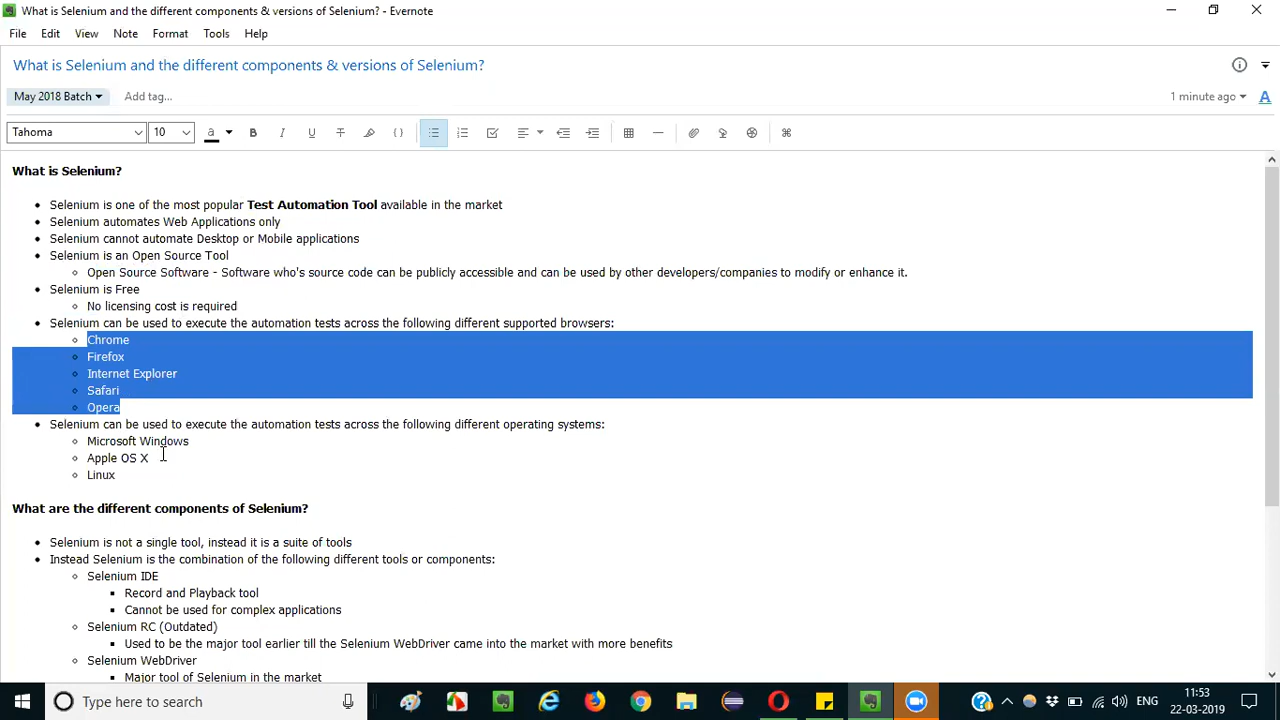 What is Selenium and the different components & versions of Selenium? - Evernote
File Edit View Note Format Tools Help
What is Selenium and the different components & versions of Selenium?
May 2018 Batch Add tag... 1 minute ago A
Tahoma 10 a B I U T { }
What is Selenium?
Selenium is one of the most popular Test Automation Tool available in the market
Selenium automates Web Applications only
Selenium cannot automate Desktop or Mobile applications
Selenium is an Open Source Tool
Open Source Software - Software who's source code can be publicly accessible and can be used by other developers/companies to modify or enhance it.
Selenium is Free
No licensing cost is required
Selenium can be used to execute the automation tests across the following different supported browsers:
Chrome
Firefox
Internet Explorer
Safari
Opera
Selenium can be used to execute the automation tests across the following different operating systems:
Microsoft Windows
Apple OS X
Linux
What are the different components of Selenium?
Selenium is not a single tool, instead it is a suite of tools
Instead Selenium is the combination of the following different tools or components:
Selenium IDE
Record and Playback tool
Cannot be used for complex applications
Selenium RC (Outdated)
Used to be the major tool earlier till the Selenium WebDriver came into the market with more benefits
Selenium WebDriver
Major tool of Selenium in the market
Type here to search
ENG
11:53
22-03-2019